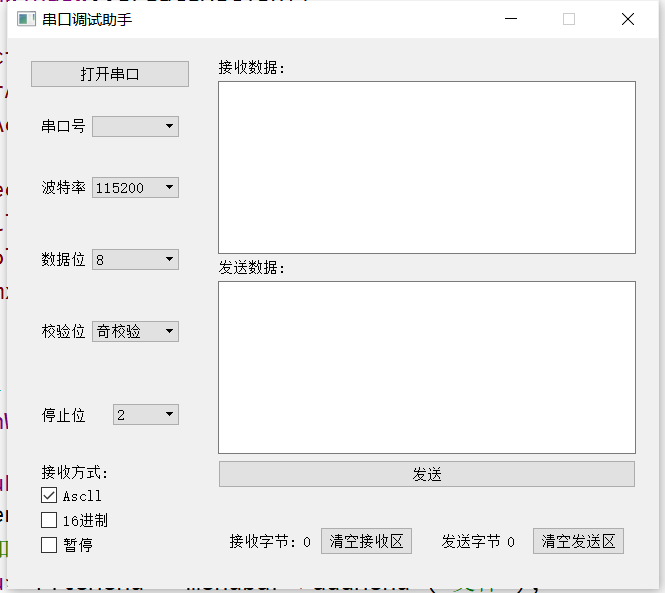 串口调试助手
打开串口
串口号
波特率 115200
数据位 8
校验位 奇校验
停止位 2
接收方式:
Ascll
16进制
暂停
接收数据:
发送数据:
发送
接收字节: 0 清空接收区 发送字节 0 清空发送区